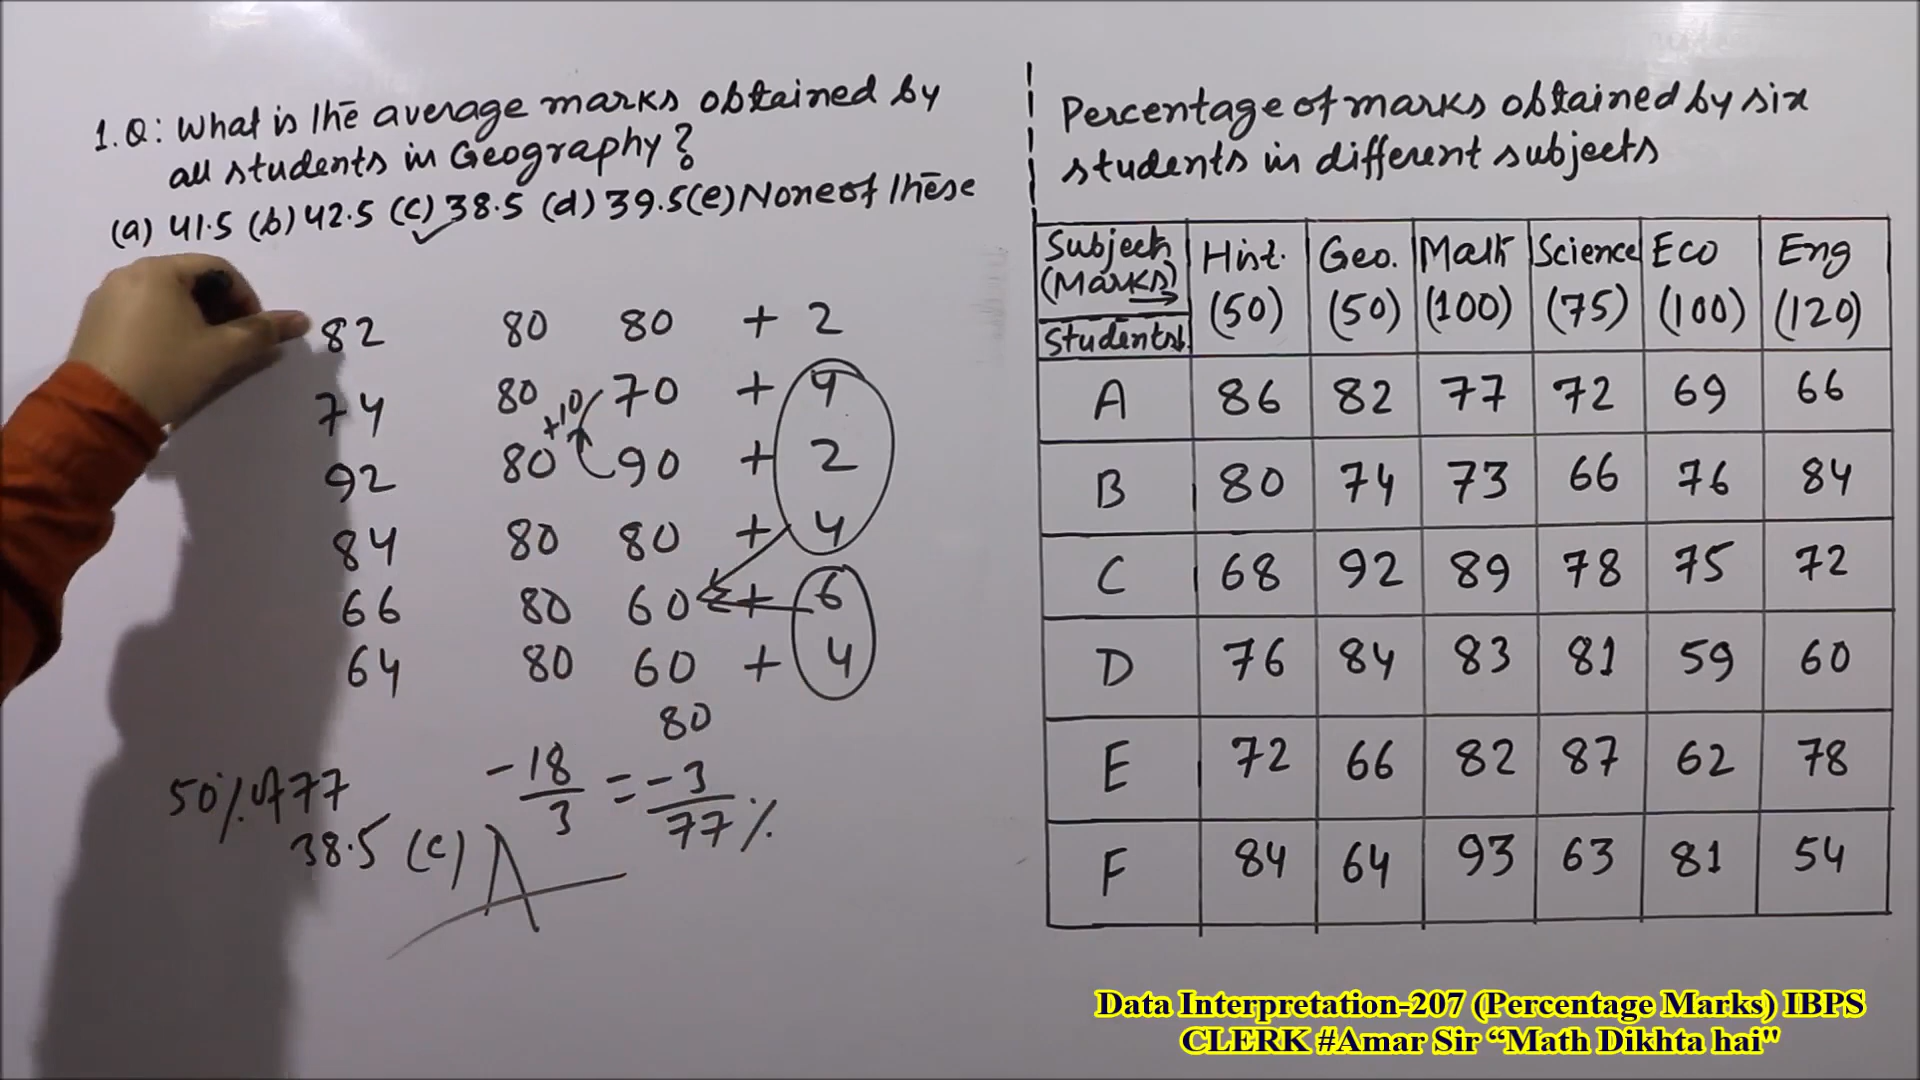 1.Q: What is the average marks obtained by
all students in Geography?
(a) 41.5 (b) 42.5 (c) 38.5 (d) 39.5 (e) None of these
82 80 80 + 2
74 80 +10 70 + 4
92 80 90 + 2
84 80 80 + 4
66 80 60 + 6
64 80 60 + 4
80
-18/3 = -3
77%
50% of 77
38.5 (c) A
Percentage of marks obtained by six
students in different subjects
Subject (Marks) Hist. Geo. Math Science Eco Eng
Students (50) (50) (100) (75) (100) (120)
A 86 82 77 72 69 66
B 80 74 73 66 76 84
C 68 92 89 78 75 72
D 76 84 83 81 59 60
E 72 66 82 87 62 78
F 84 64 93 63 81 54
Data Interpretation-207 (Percentage Marks) IBPS
CLERK #Amar Sir “Math Dikhta hai"